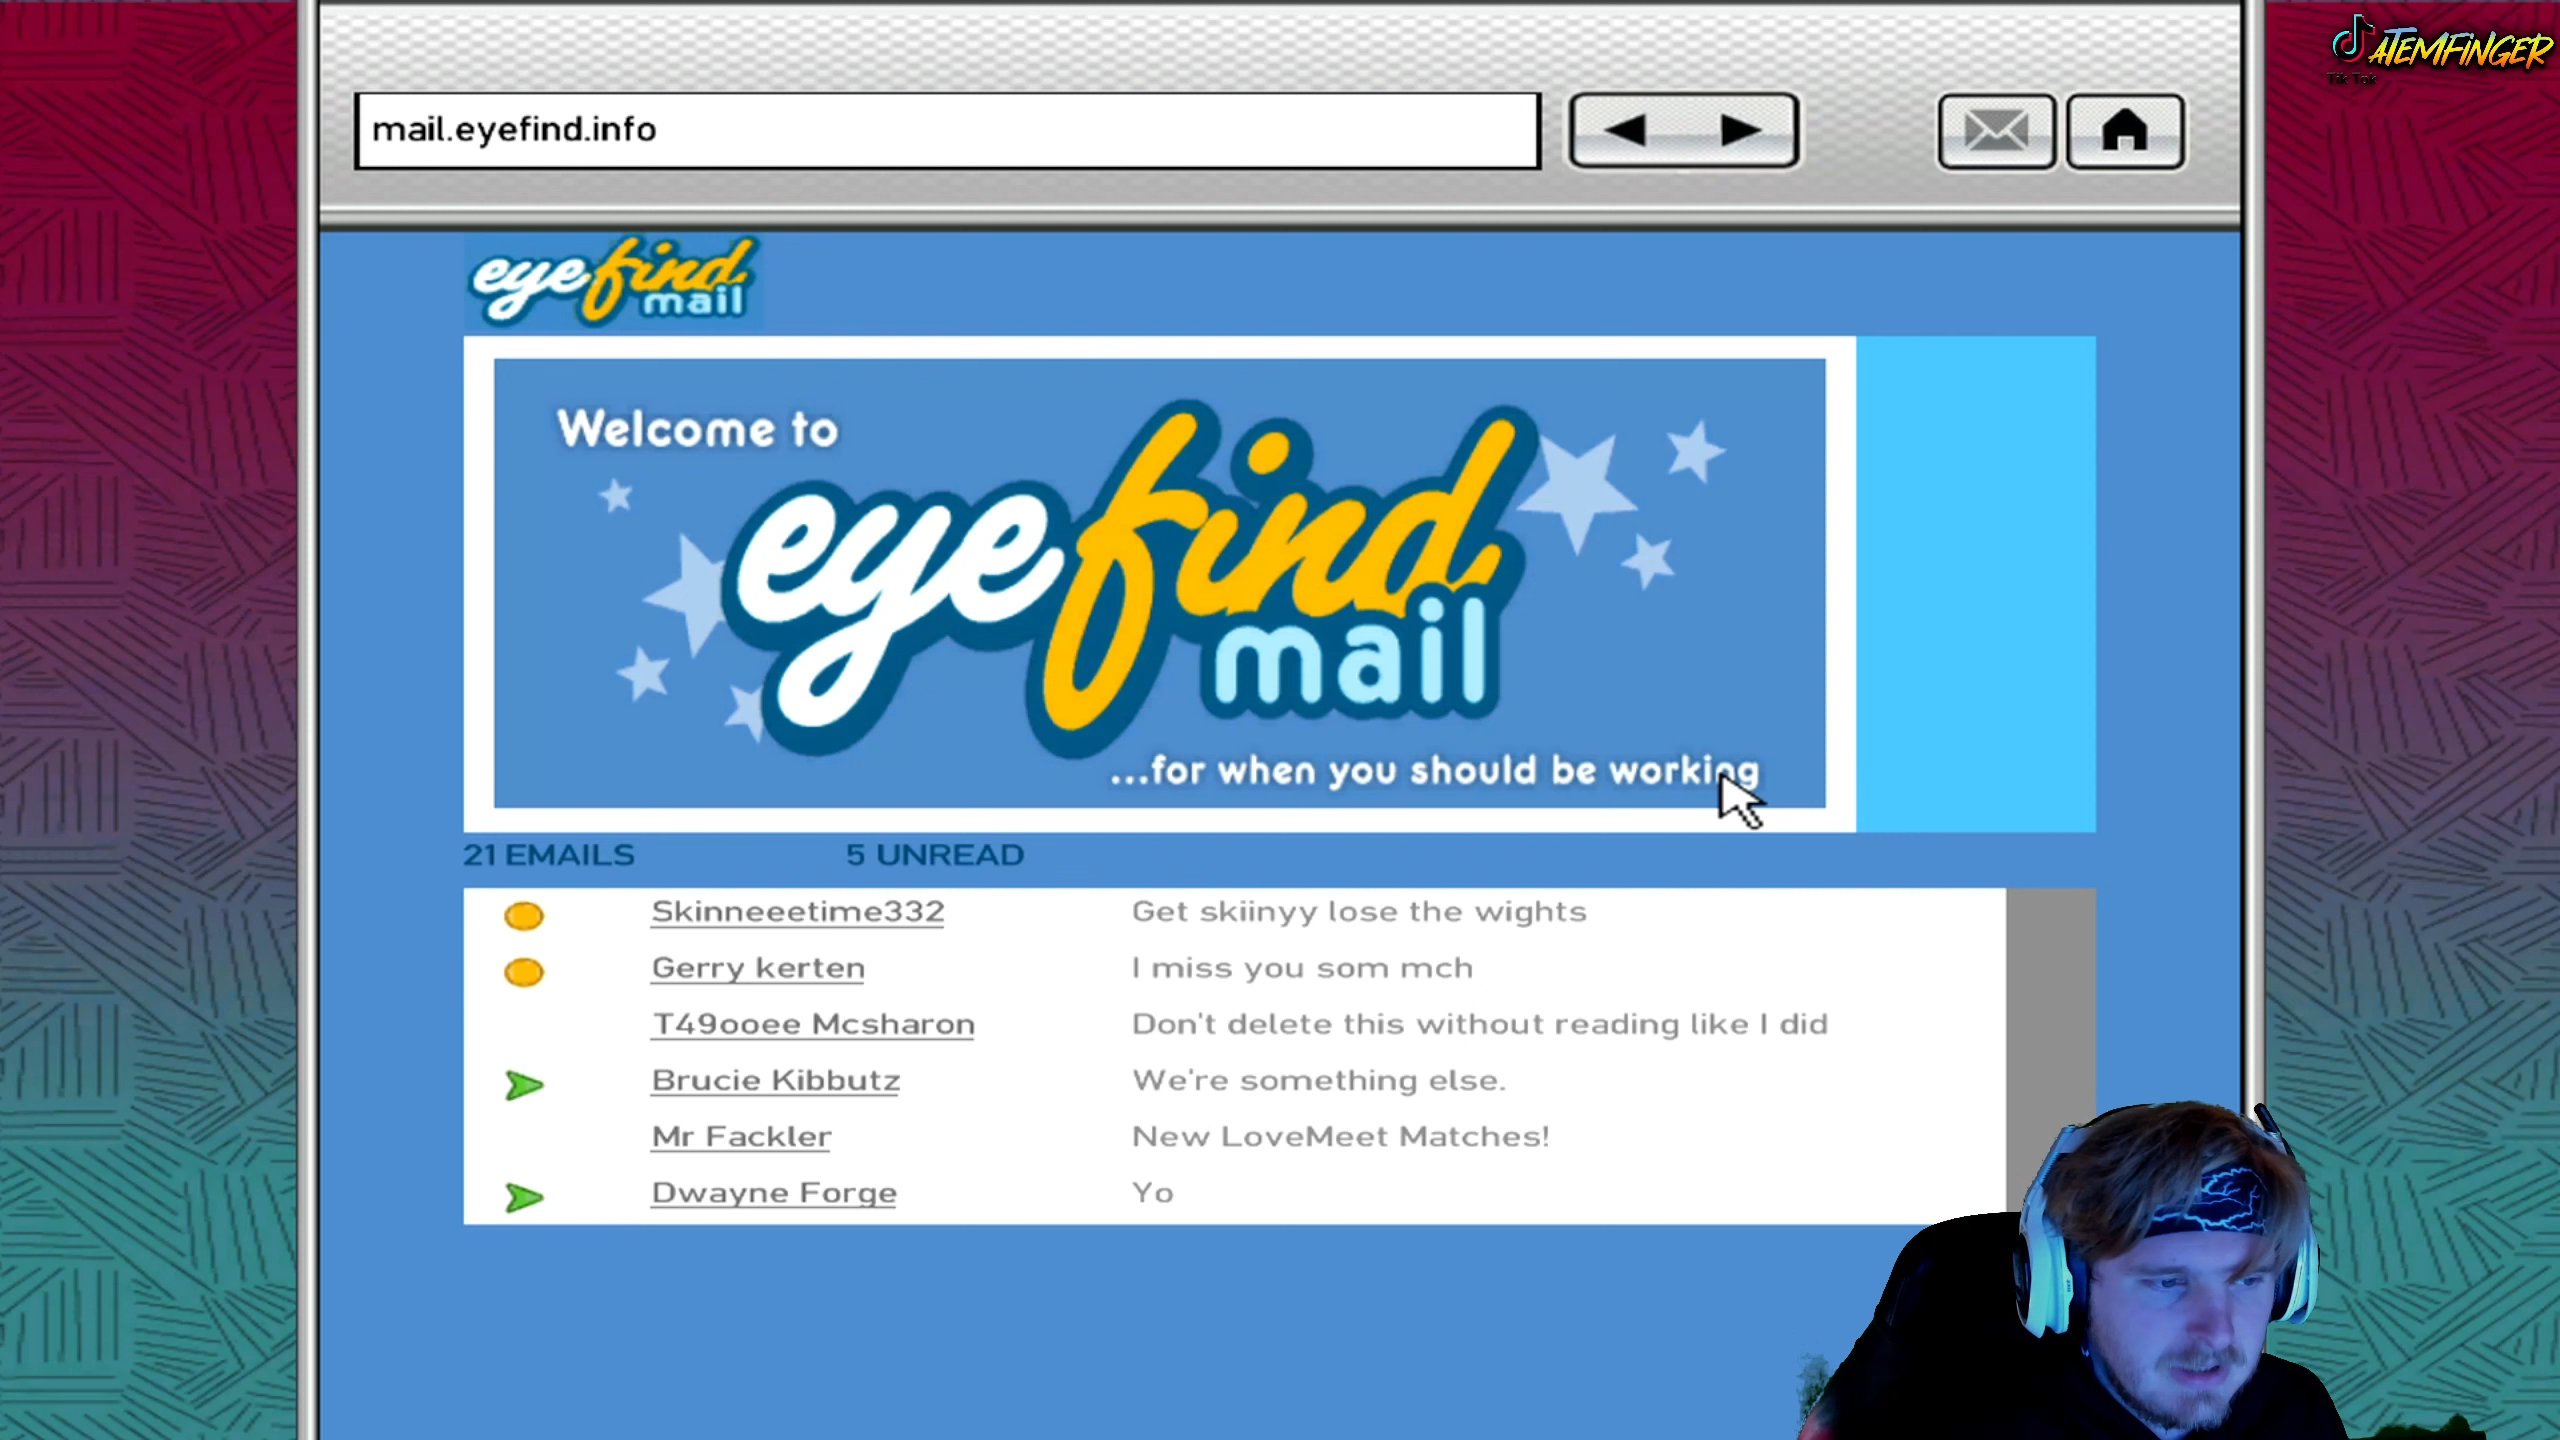 ATEMFINGER
Tik Tok
mail.eyefind.info
eyefind
mail
Welcome to
eyefind
mail
...for when you should be working
21 EMAILS 5 UNREAD
Skinneeetime332 Get skiinyy lose the wights
Gerry kerten I miss you som mch
T49ooee Mcsharon Don't delete this without reading like I did
Brucie Kibbutz We're something else.
Mr Fackler New LoveMeet Matches!
Dwayne Forge Yo